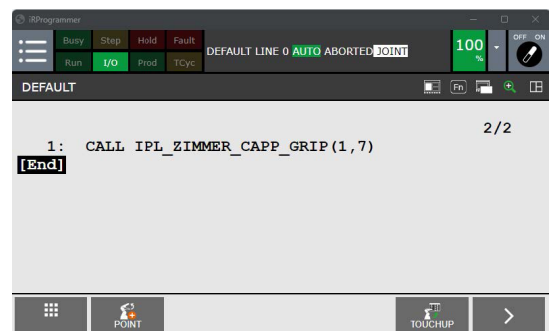 iRProgrammer
Busy Step Hold Fault
Run I/O Prod TCyc
DEFAULT LINE 0 AUTO ABORTED JOINT
100
%
OFF ON
DEFAULT
Fn
2/2
1: CALL IPL_ZIMMER_CAPP_GRIP(1,7)
[End]
POINT
TOUCHUP